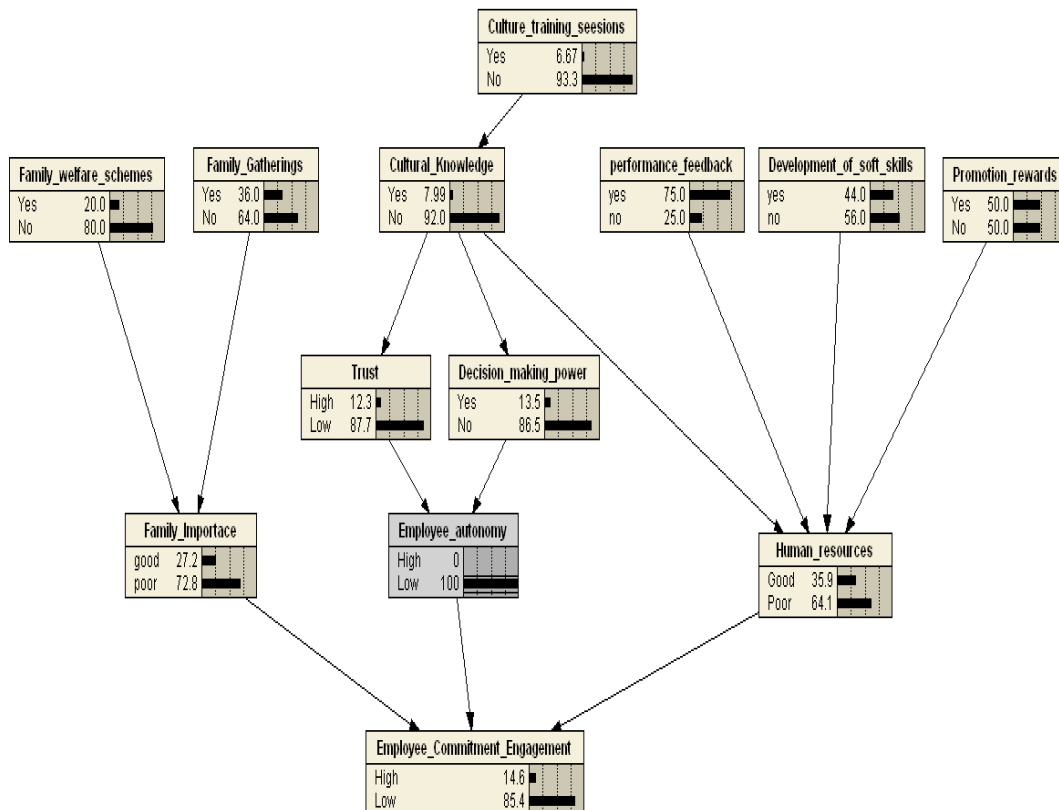 Culture_training_seesions
Yes 6.67
No 93.3
Family_welfare_schemes
Yes 20.0
No 80.0
Family_Gatherings
Yes 36.0
No 64.0
Cultural_Knowledge
Yes 7.99
No 92.0
performance_feedback
yes 75.0
no 25.0
Development_of_soft_skills
yes 44.0
no 56.0
Promotion_rewards
Yes 50.0
No 50.0
Trust
High 12.3
Low 87.7
Decision_making_power
Yes 13.5
No 86.5
Family_Importace
good 27.2
poor 72.8
Employee_autonomy
High 0
Low 100
Human_resources
Good 35.9
Poor 64.1
Employee_Commitment_Engagement
High 14.6
Low 85.4